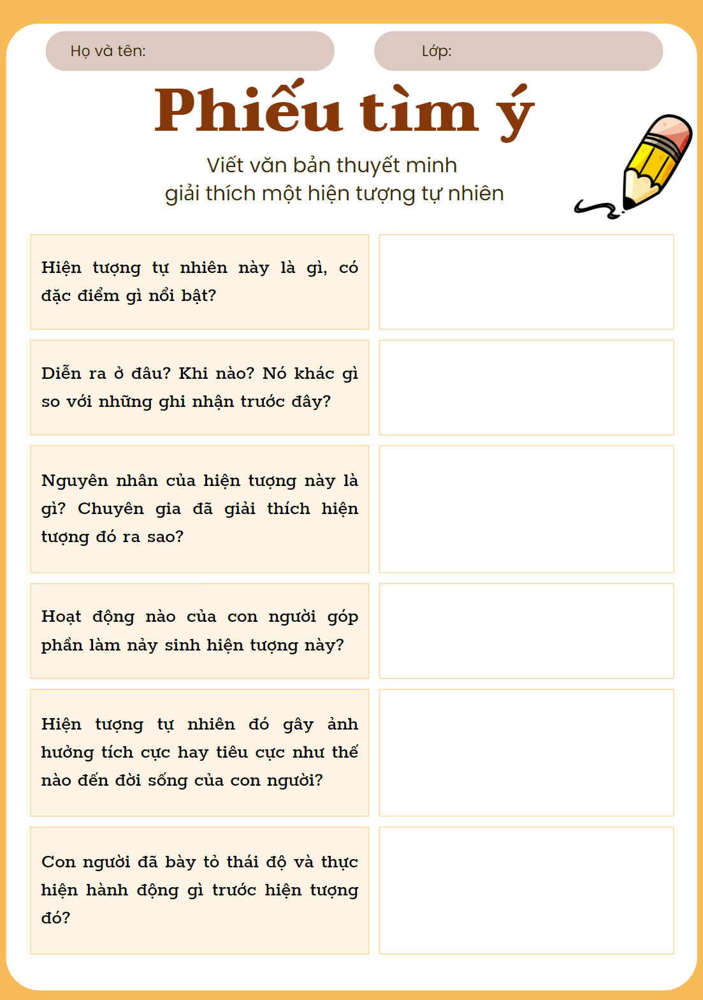 Họ và tên:
Lớp:
Phiếu tìm ý
Viết văn bản thuyết minh
giải thích một hiện tượng tự nhiên
Hiện tượng tự nhiên này là gì, có
đặc điểm gì nổi bật?
Diễn ra ở đâu? Khi nào? Nó khác gì
so với những ghi nhận trước đây?
Nguyên nhân của hiện tượng này là
gì? Chuyên gia đã giải thích hiện
tượng đó ra sao?
Hoạt động nào của con người góp
phần làm nảy sinh hiện tượng này?
Hiện tượng tự nhiên đó gây ảnh
hưởng tích cực hay tiêu cực như thế
nào đến đời sống của con người?
Con người đã bày tỏ thái độ và thực
hiện hành động gì trước hiện tượng
đó?